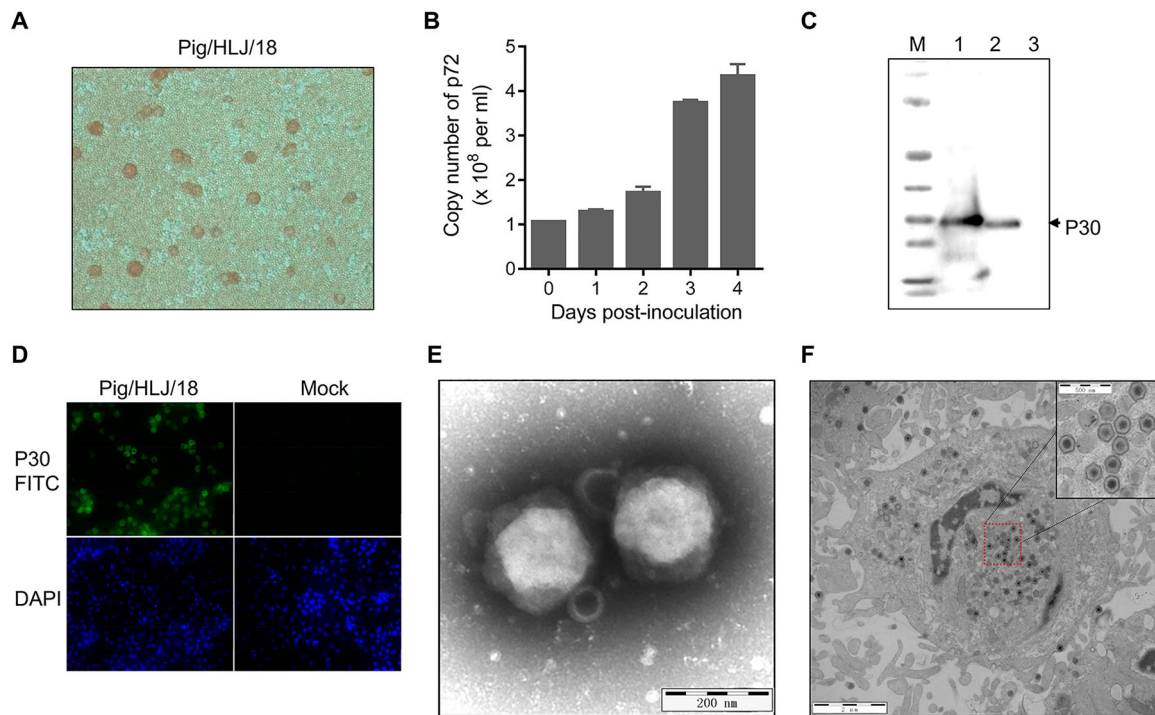 A
Pig/HLJ/18
B
Copy number of p72
(x 10⁸ per ml)
5
4
3
2
1
0
0 1 2 3 4
Days post-inoculation
C
M 1 2 3
P30
D
Pig/HLJ/18 Mock
P30
FITC
DAPI
E
200 nm
F
500 nm
2 nm